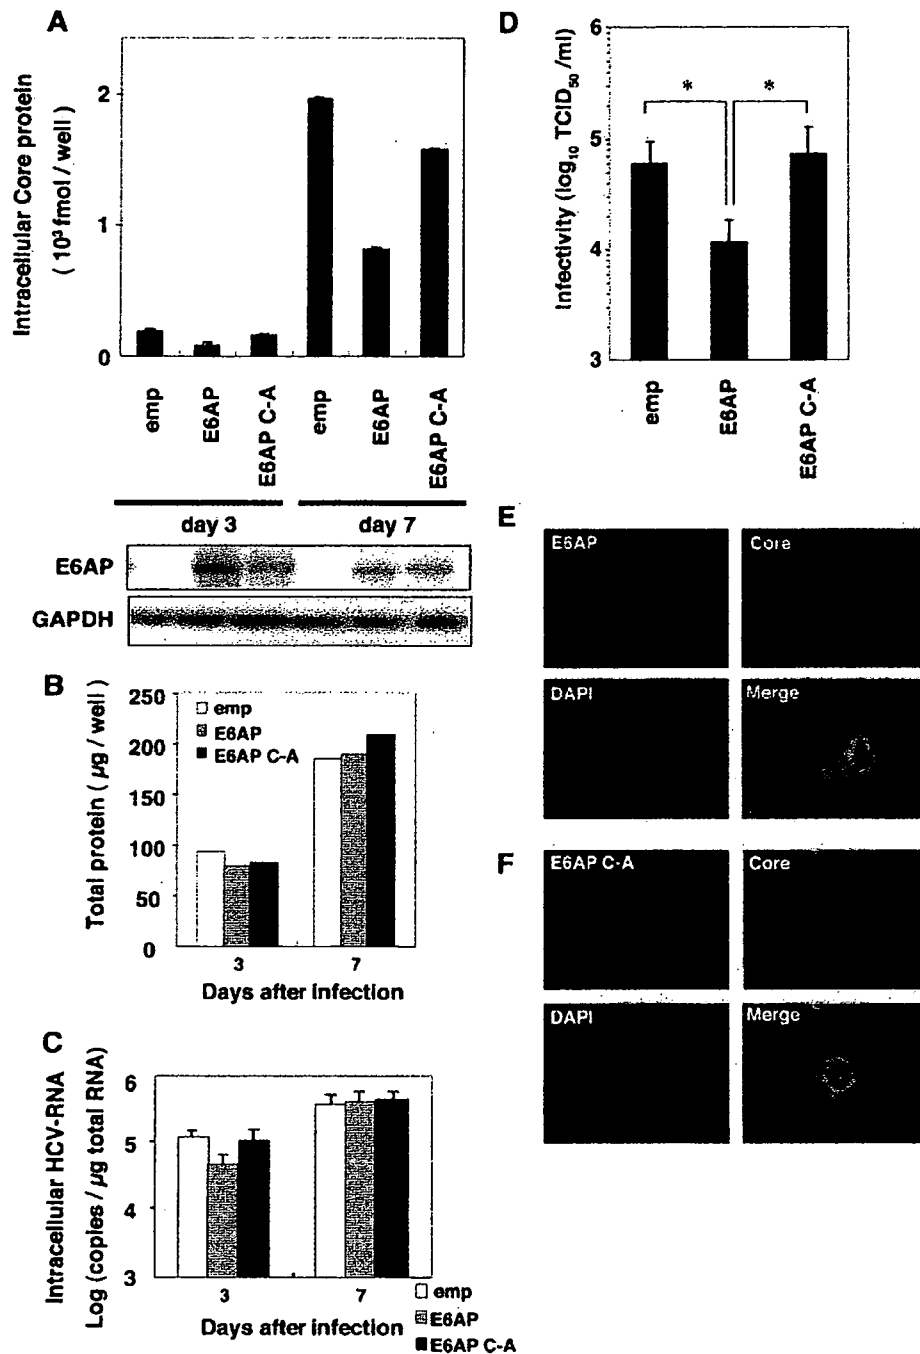 A
Intracellular Core protein
( 10³ fmol / well )
2
1
0
emp
E6AP
E6AP C-A
emp
E6AP
E6AP C-A
day 3
day 7
E6AP
GAPDH
B
Total protein ( µg / well )
250
200
150
100
50
0
emp
E6AP
E6AP C-A
3
7
Days after infection
C
Intracellular HCV-RNA
Log (copies / µg total RNA)
6
5
4
3
3
7
Days after infection
emp
E6AP
E6AP C-A
D
Infectivity (log₁₀ TCID₅₀ /ml)
6
5
4
3
*
*
emp
E6AP
E6AP C-A
E
E6AP
Core
DAPI
Merge
F
E6AP C-A
Core
DAPI
Merge